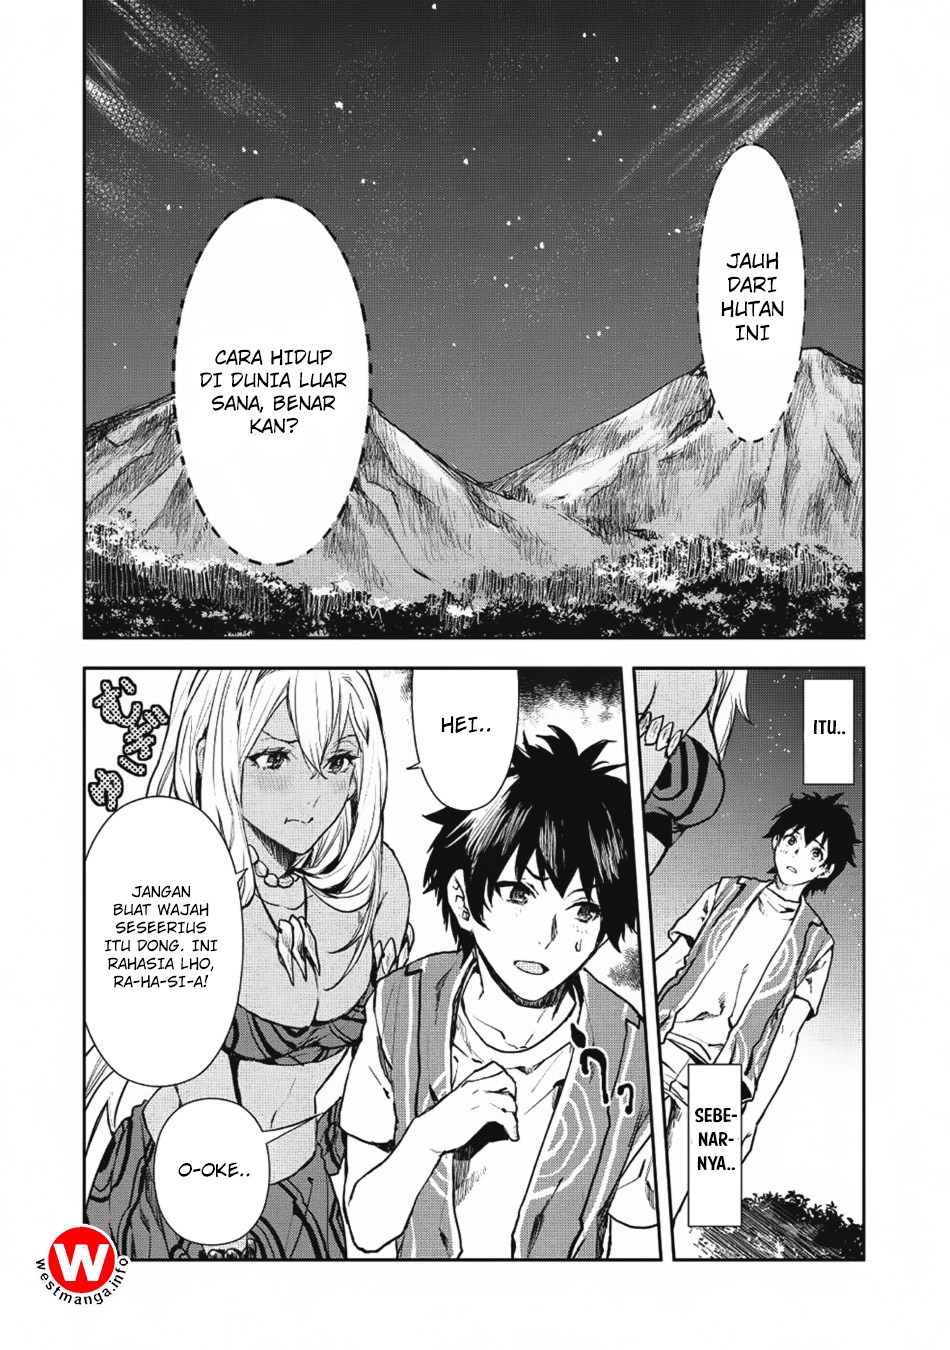 JAUH
DARI
HUTAN
INI
CARA HIDUP
DI DUNIA LUAR
SANA, BENAR
KAN?
ITU..
SEBE-
NAR-
NYA..
HEI..
JANGAN
BUAT WAJAH
SESEERIUS
ITU DONG. INI
RAHASIA LHO,
RA-HA-SI-A!
O-OKE..
W
westmanga.info